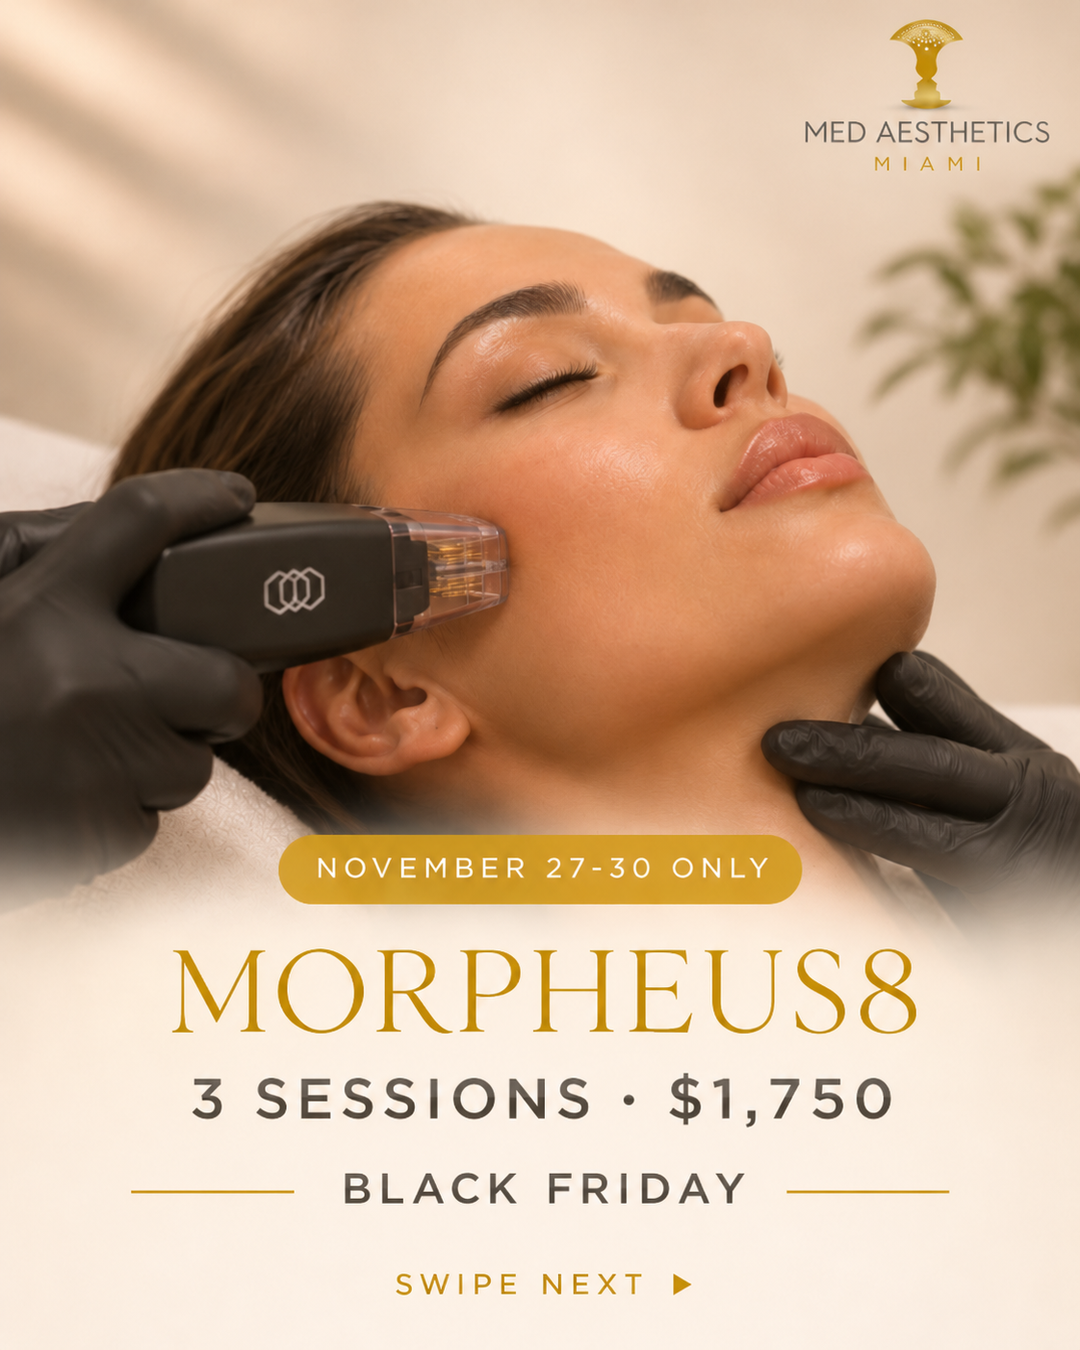 MED AESTHETICS
MIAMI
NOVEMBER 27-30 ONLY
MORPHEUS8
3 SESSIONS · $1,750
BLACK FRIDAY
SWIPE NEXT ▶